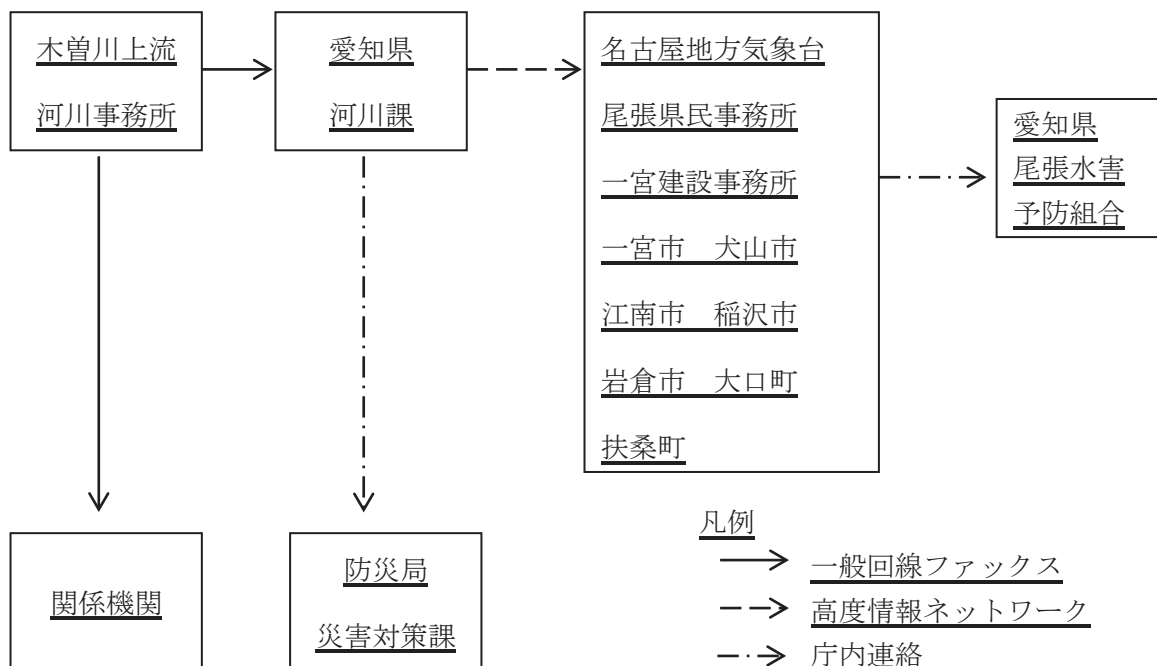 木曽川上流
河川事務所
愛知県
河川課
名古屋地方気象台
尾張県民事務所
一宮建設事務所
一宮市　犬山市
江南市　稲沢市
岩倉市　大口町
扶桑町
愛知県
尾張水害
予防組合
関係機関
防災局
災害対策課
凡例
一般回線ファックス
高度情報ネットワーク
庁内連絡